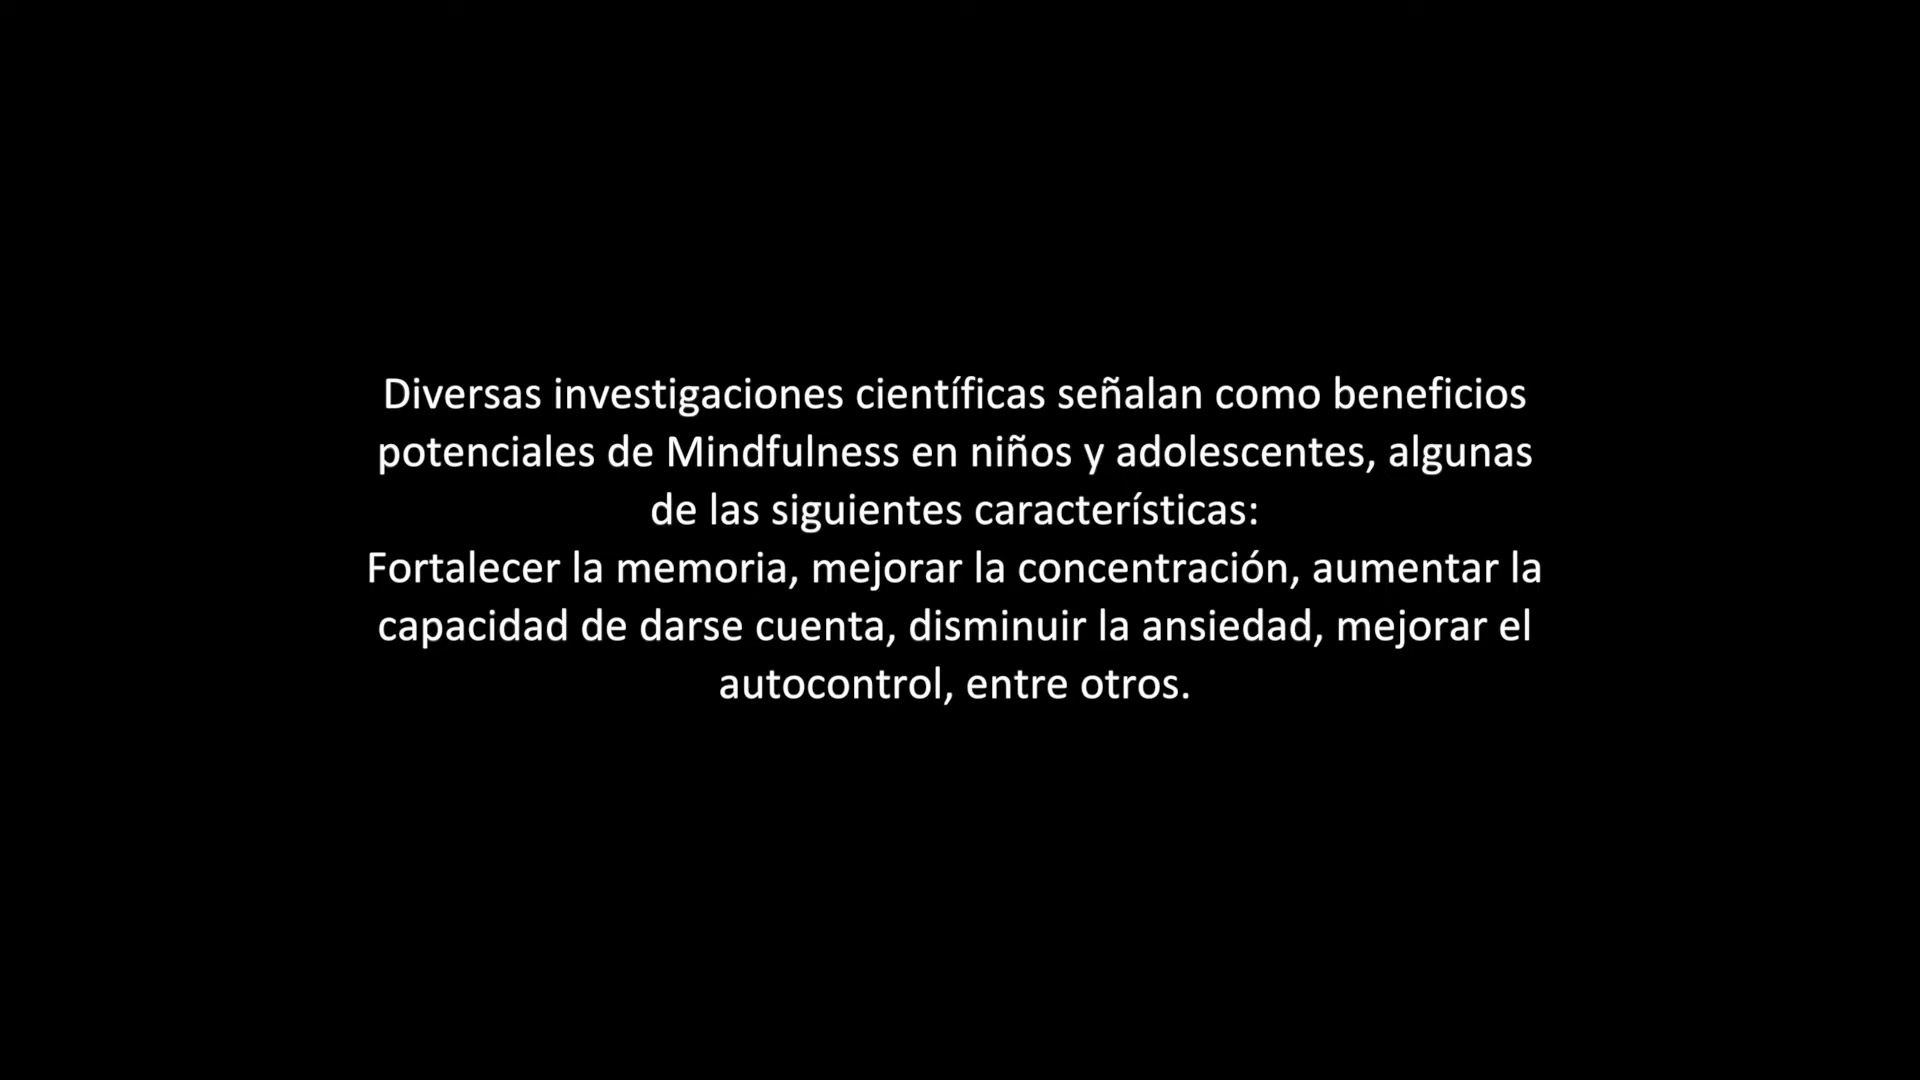 Diversas investigaciones científicas señalan como beneficios
potenciales de Mindfulness en niños y adolescentes, algunas
de las siguientes características:
Fortalecer la memoria, mejorar la concentración, aumentar la
capacidad de darse cuenta, disminuir la ansiedad, mejorar el
autocontrol, entre otros.